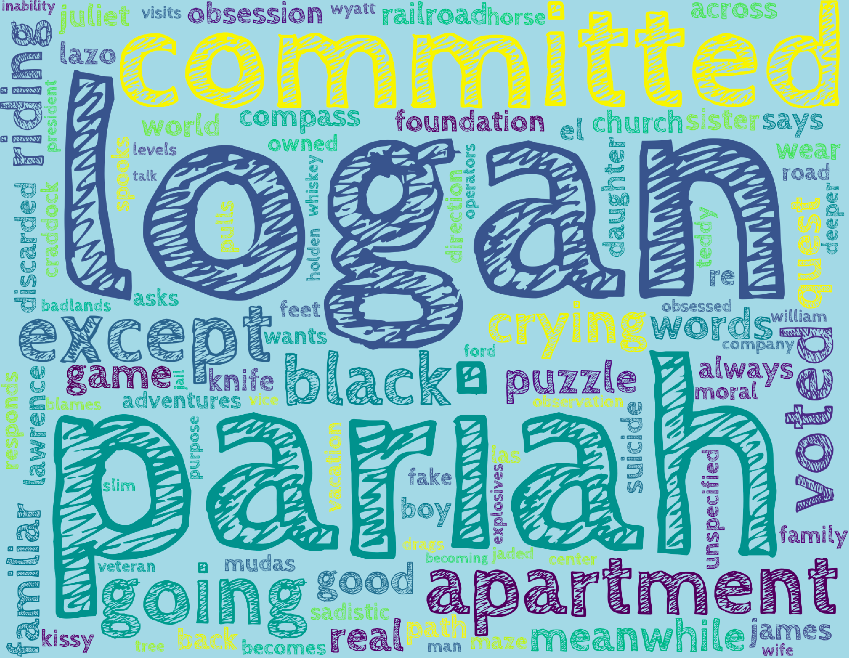 inability
juliet
visits
obsession
wyatt
railroad
horse
across
lazo
committed
riding
president
world
compass
foundation
el
church
sister
says
owned
levels
talk
spooks
logan
pulls
whiskey
holden
operators
direction
daughter
teddy
re
wear
road
deeper
quest
discarded
craddock
badlands
asks
feet
obsessed
william
except
wants
crying
words
company
ford
game
jail
knife
black
puzzle
always
moral
voted
responds
lawrence
blames
adventures
vice
observation
pariah
slim
purpose
vacation
fake
boy
las
explosives
suicide
unspecified
family
familiar
veteran
mudas
drags
becoming
jaded
center
going
good
apartment
sadistic
kissy
free
back
becomes
real
path
man
maze
meanwhile
james
wife